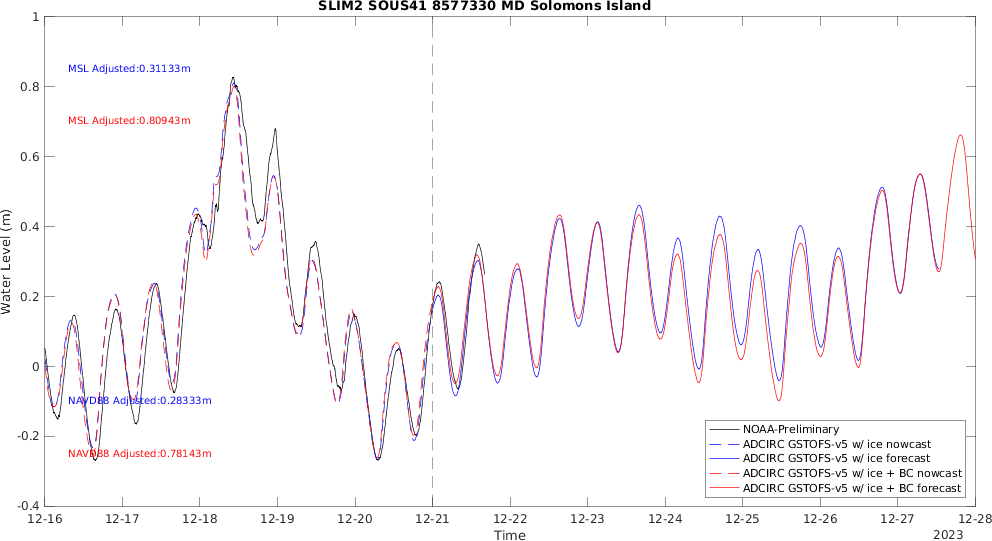 SLIM2 SOUS41 8577330 MD Solomons Island
1
0.8
0.6
0.4
0.2
0
-0.2
-0.4
Water Level (m)
MSL Adjusted:0.31133m
MSL Adjusted:0.80943m
NAVD88 Adjusted:0.28333m
NAVD88 Adjusted:0.78143m
NOAA-Preliminary
ADCIRC GSTOFS-v5 w/ ice nowcast
ADCIRC GSTOFS-v5 w/ ice forecast
ADCIRC GSTOFS-v5 w/ ice + BC nowcast
ADCIRC GSTOFS-v5 w/ ice + BC forecast
12-16 12-17 12-18 12-19 12-20 12-21 12-22 12-23 12-24 12-25 12-26 12-27 12-28
Time
2023